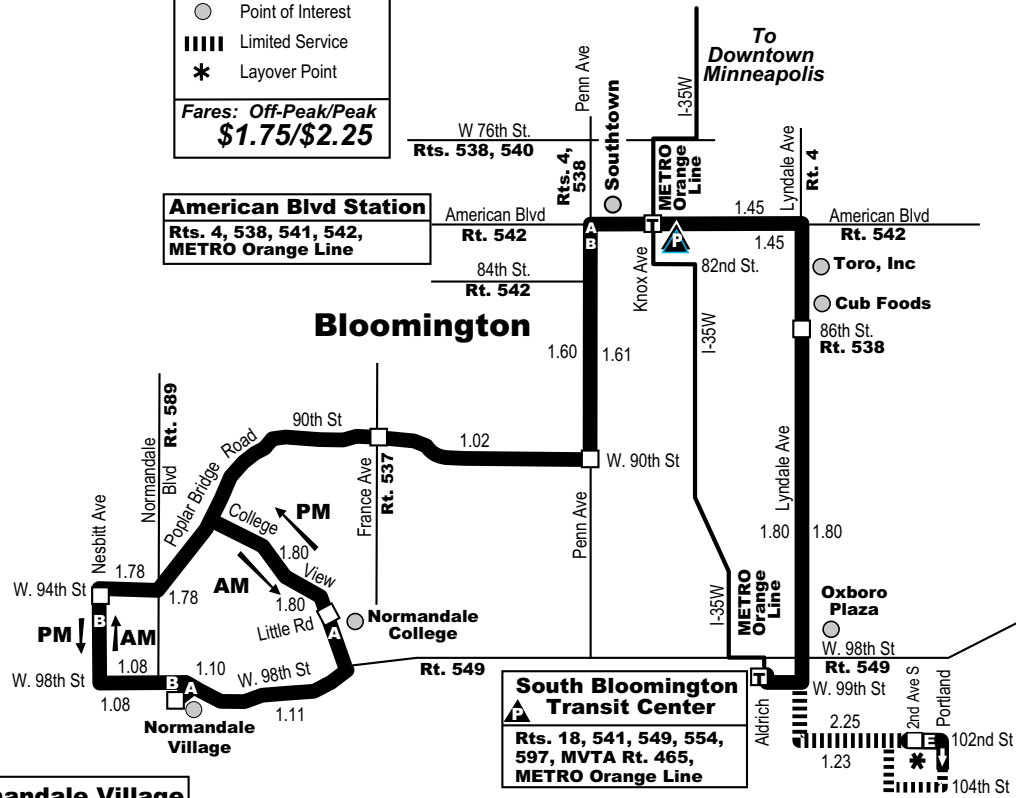 Point of Interest
Limited Service
Layover Point
Fares: Off-Peak/Peak
$1.75/$2.25
To
Downtown
Minneapolis
Penn Ave
Southtown
I-35W
W 76th St.
Rts. 538, 540
Rts. 4,
538
METRO
Orange
Line
Lyndale Ave
Rt. 4
American Blvd Station
Rts. 4, 538, 541, 542,
METRO Orange Line
American Blvd
Rt. 542
A
B
T
P
1.45
1.45
American Blvd
Rt. 542
Knox Ave
82nd St.
Toro, Inc
84th St.
Rt. 542
Cub Foods
Bloomington
86th St.
Rt. 538
I-35W
1.60
1.61
Normandale
Blvd
Rt. 589
90th St
1.02
W. 90th St
Poplar Bridge Road
France Ave
Rt. 537
Lyndale Ave
Nesbitt Ave
College View
PM
1.80
AM
1.80
Penn Ave
1.80
1.80
W. 94th St
1.78
1.78
METRO
Orange
Line
I-35W
Oxboro
Plaza
PM
B
AM
Little Rd
A
Normandale
College
W. 98th St
Rt. 549
W. 98th St
1.08
1.08
B
A
1.10
W. 98th St
1.11
Rt. 549
T
W. 99th St
Normandale
Village
South Bloomington
Transit Center
P
Rts. 18, 541, 549, 554,
597, MVTA Rt. 465,
METRO Orange Line
Aldrich
2nd Ave S
Portland
2.25
1.23
E
102nd St
104th St
mandale Village